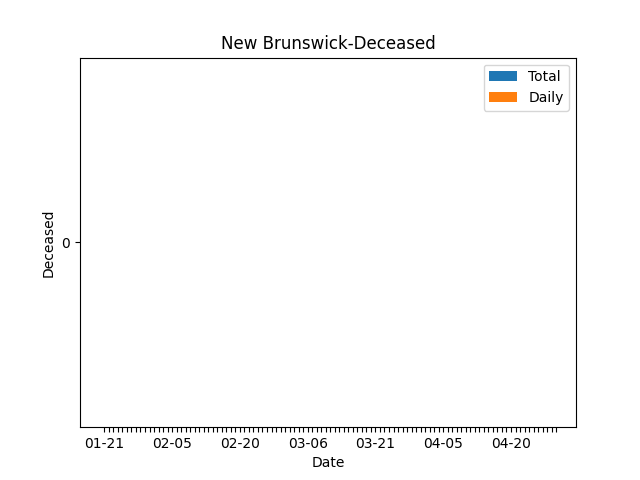 New Brunswick-Deceased
Total
Daily
Deceased
0
01-21 02-05 02-20 03-06 03-21 04-05 04-20
Date